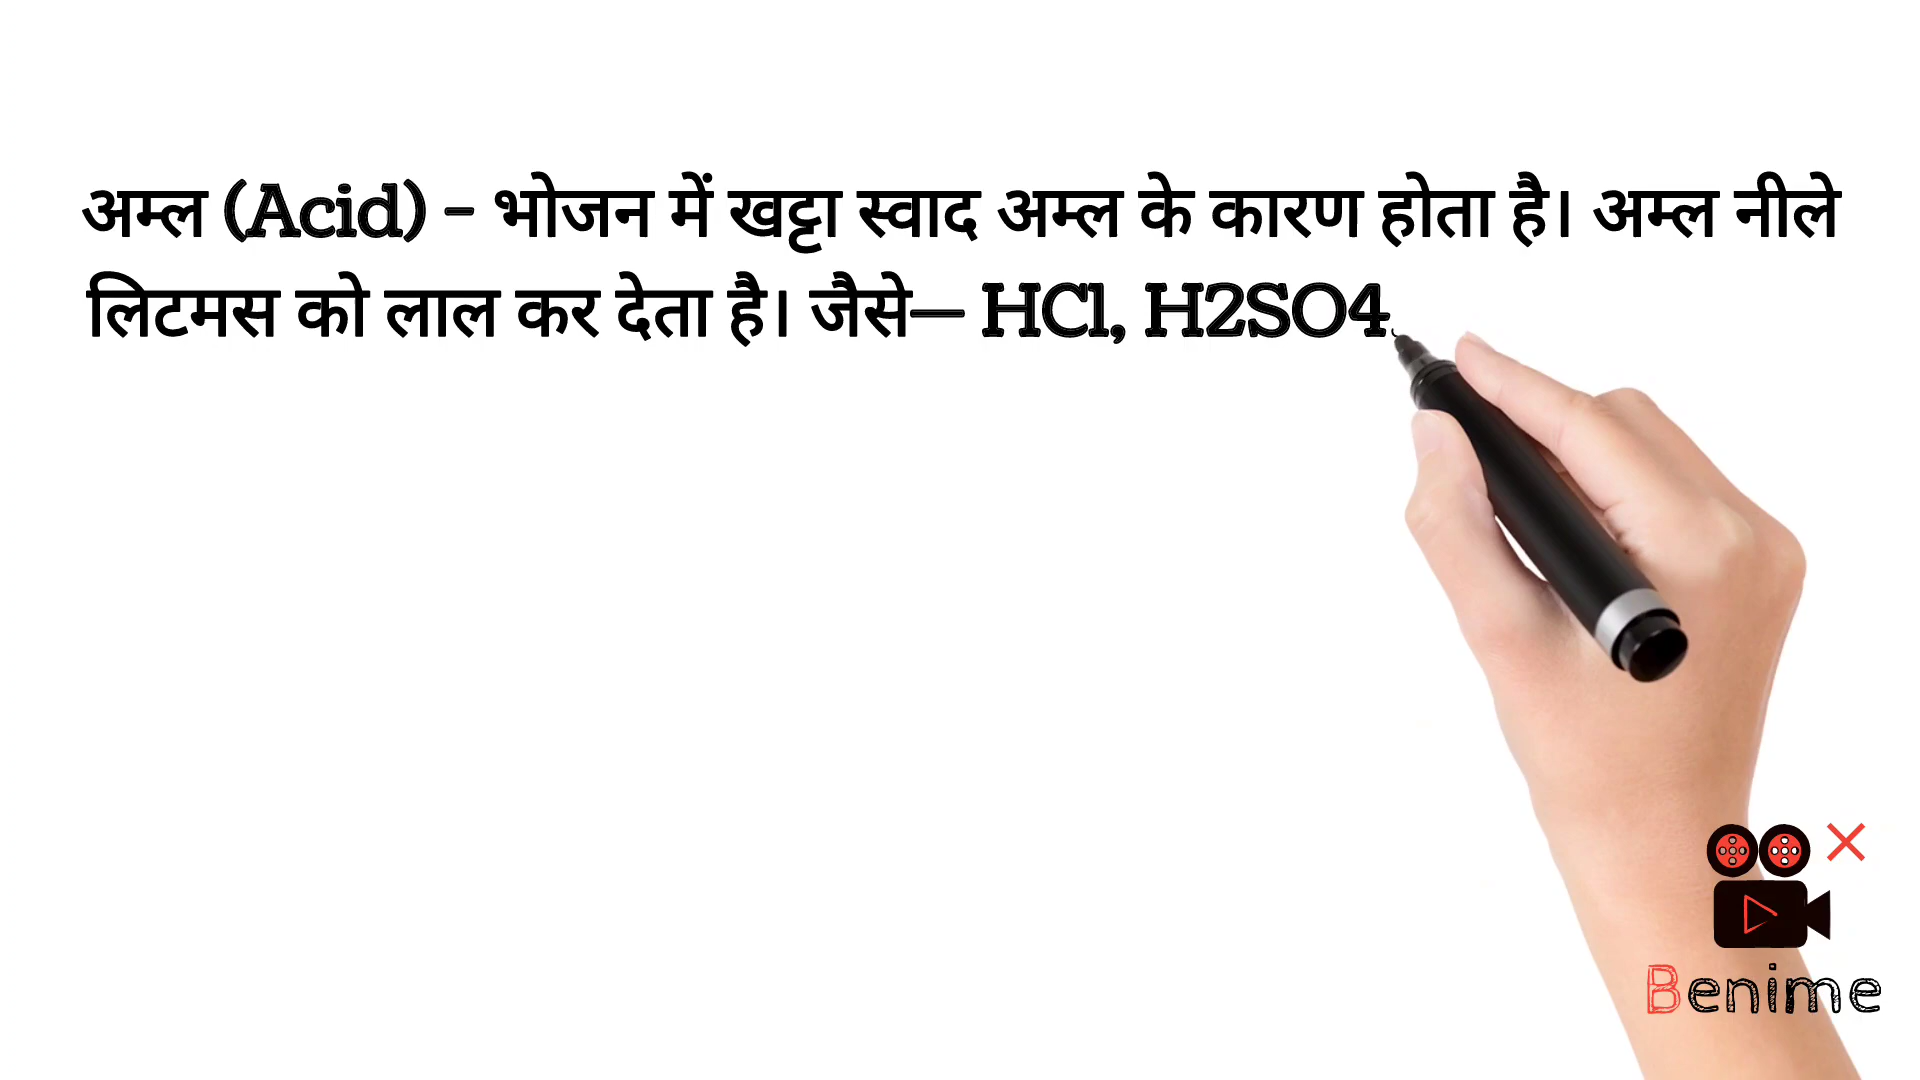 अम्ल (Acid) - भोजन में खट्टा स्वाद अम्ल के कारण होता है। अम्ल नीले
लिटमस को लाल कर देता है। जैसे— HCl, H2SO4
Benime